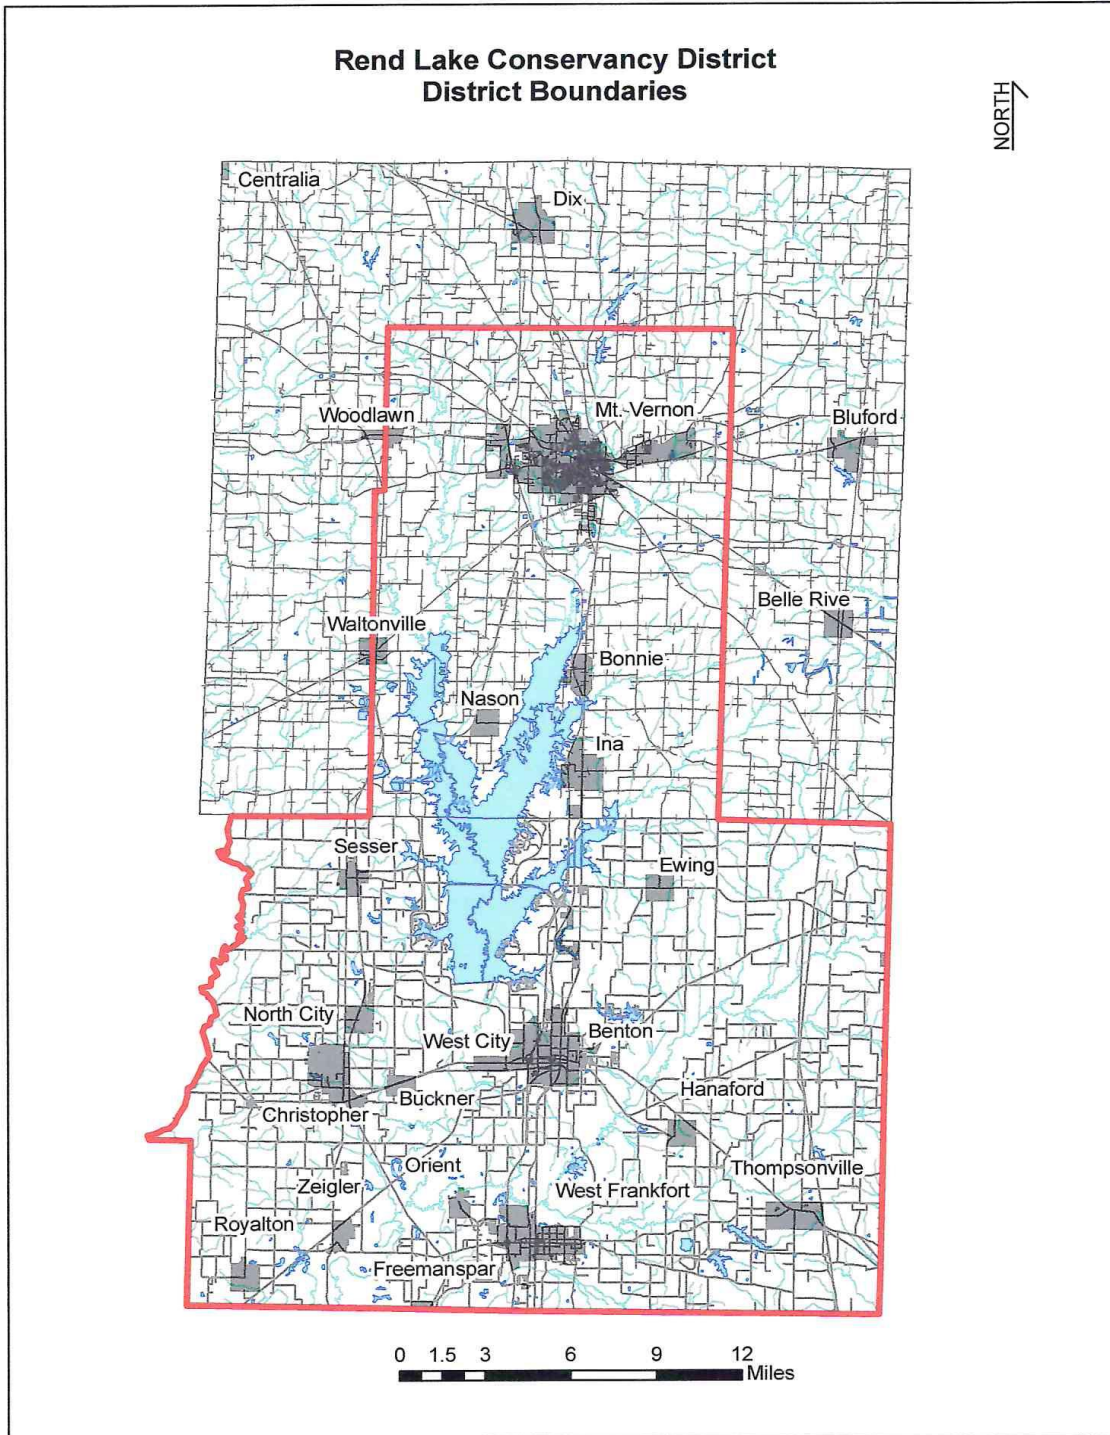 Rend Lake Conservancy District
District Boundaries
NORTH
Centralia
Dix
Woodlawn
Mt. Vernon
Bluford
Belle Rive
Waltonville
Bonnie
Nason
Ina
Sesser
Ewing
North City
West City
Benton
Hanaford
Buckner
Christopher
Orient
Thompsonville
Zeigler
West Frankfort
Royalton
Freemanspar
0 1.5 3 6 9 12
Miles